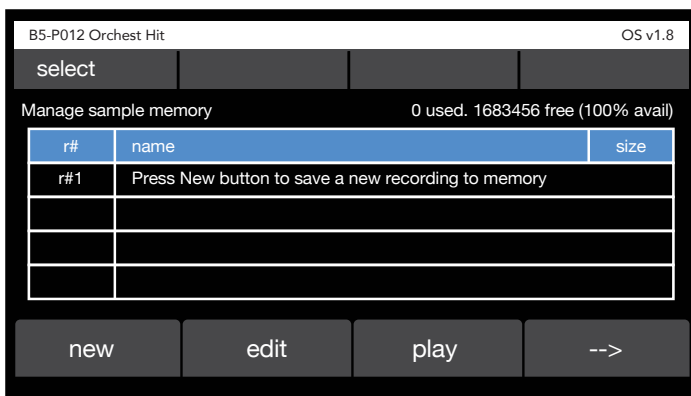 B5-P012 Orchest Hit OS v1.8
select
Manage sample memory 0 used. 1683456 free (100% avail)
r# name size
r#1 Press New button to save a new recording to memory
new edit play -->